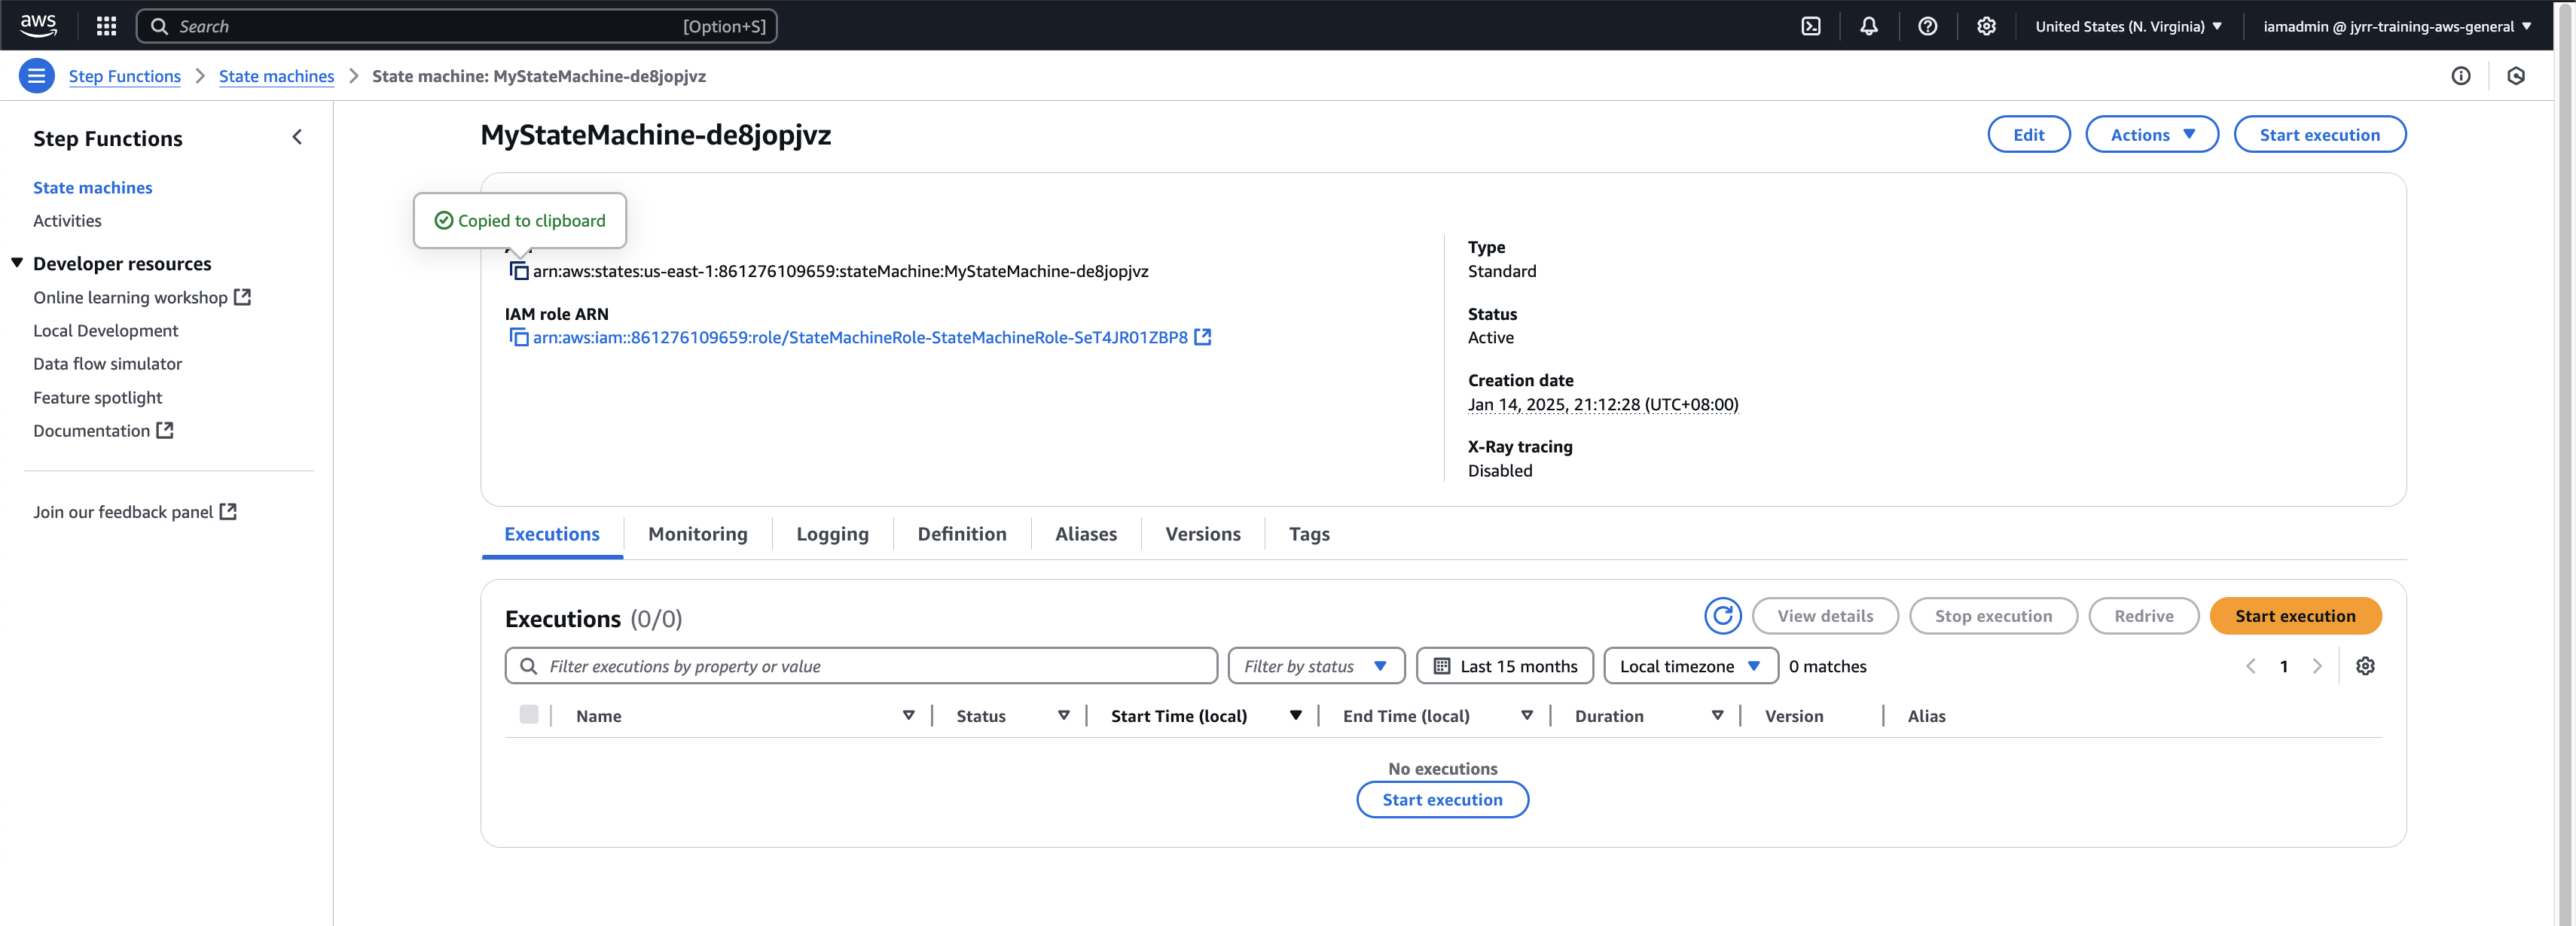 aws
Search [Option+S]
United States (N. Virginia)
iamadmin @ jyrr-training-aws-general
Step Functions
State machines
State machine: MyStateMachine-de8jopjvz
Step Functions
State machines
Activities
Developer resources
Online learning workshop
Local Development
Data flow simulator
Feature spotlight
Documentation
Join our feedback panel
MyStateMachine-de8jopjvz
Edit
Actions
Start execution
Copied to clipboard
arn:aws:states:us-east-1:861276109659:stateMachine:MyStateMachine-de8jopjvz
IAM role ARN
arn:aws:iam::861276109659:role/StateMachineRole-StateMachineRole-SeT4JR01ZBP8
Type
Standard
Status
Active
Creation date
Jan 14, 2025, 21:12:28 (UTC+08:00)
X-Ray tracing
Disabled
Executions
Monitoring
Logging
Definition
Aliases
Versions
Tags
Executions (0/0)
View details
Stop execution
Redrive
Start execution
Filter executions by property or value
Filter by status
Last 15 months
Local timezone
0 matches
1
Name
Status
Start Time (local)
End Time (local)
Duration
Version
Alias
No executions
Start execution